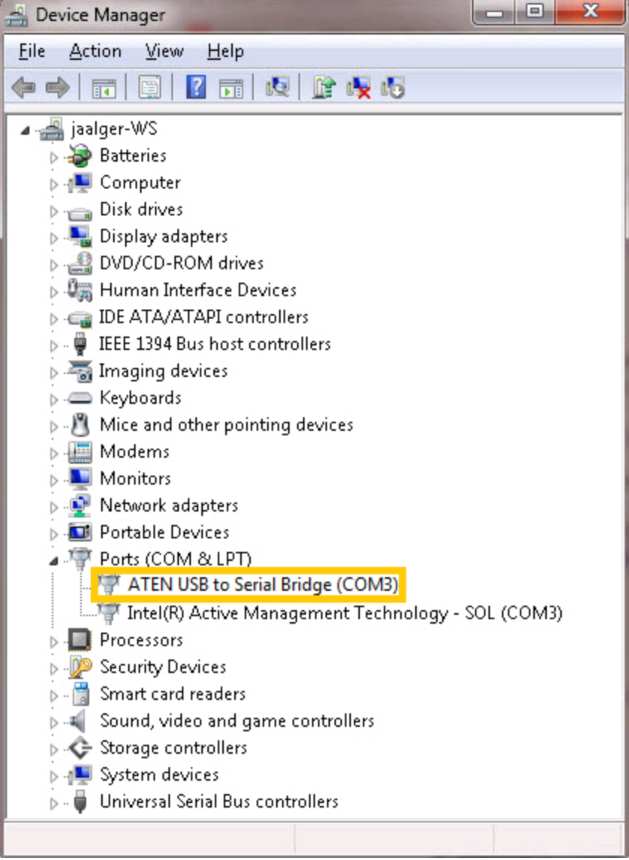 Device Manager
File Action View Help
jaalger-WS
Batteries
Computer
Disk drives
Display adapters
DVD/CD-ROM drives
Human Interface Devices
IDE ATA/ATAPI controllers
IEEE 1394 Bus host controllers
Imaging devices
Keyboards
Mice and other pointing devices
Modems
Monitors
Network adapters
Portable Devices
Ports (COM & LPT)
ATEN USB to Serial Bridge (COM3)
Intel(R) Active Management Technology - SOL (COM3)
Processors
Security Devices
Smart card readers
Sound, video and game controllers
Storage controllers
System devices
Universal Serial Bus controllers